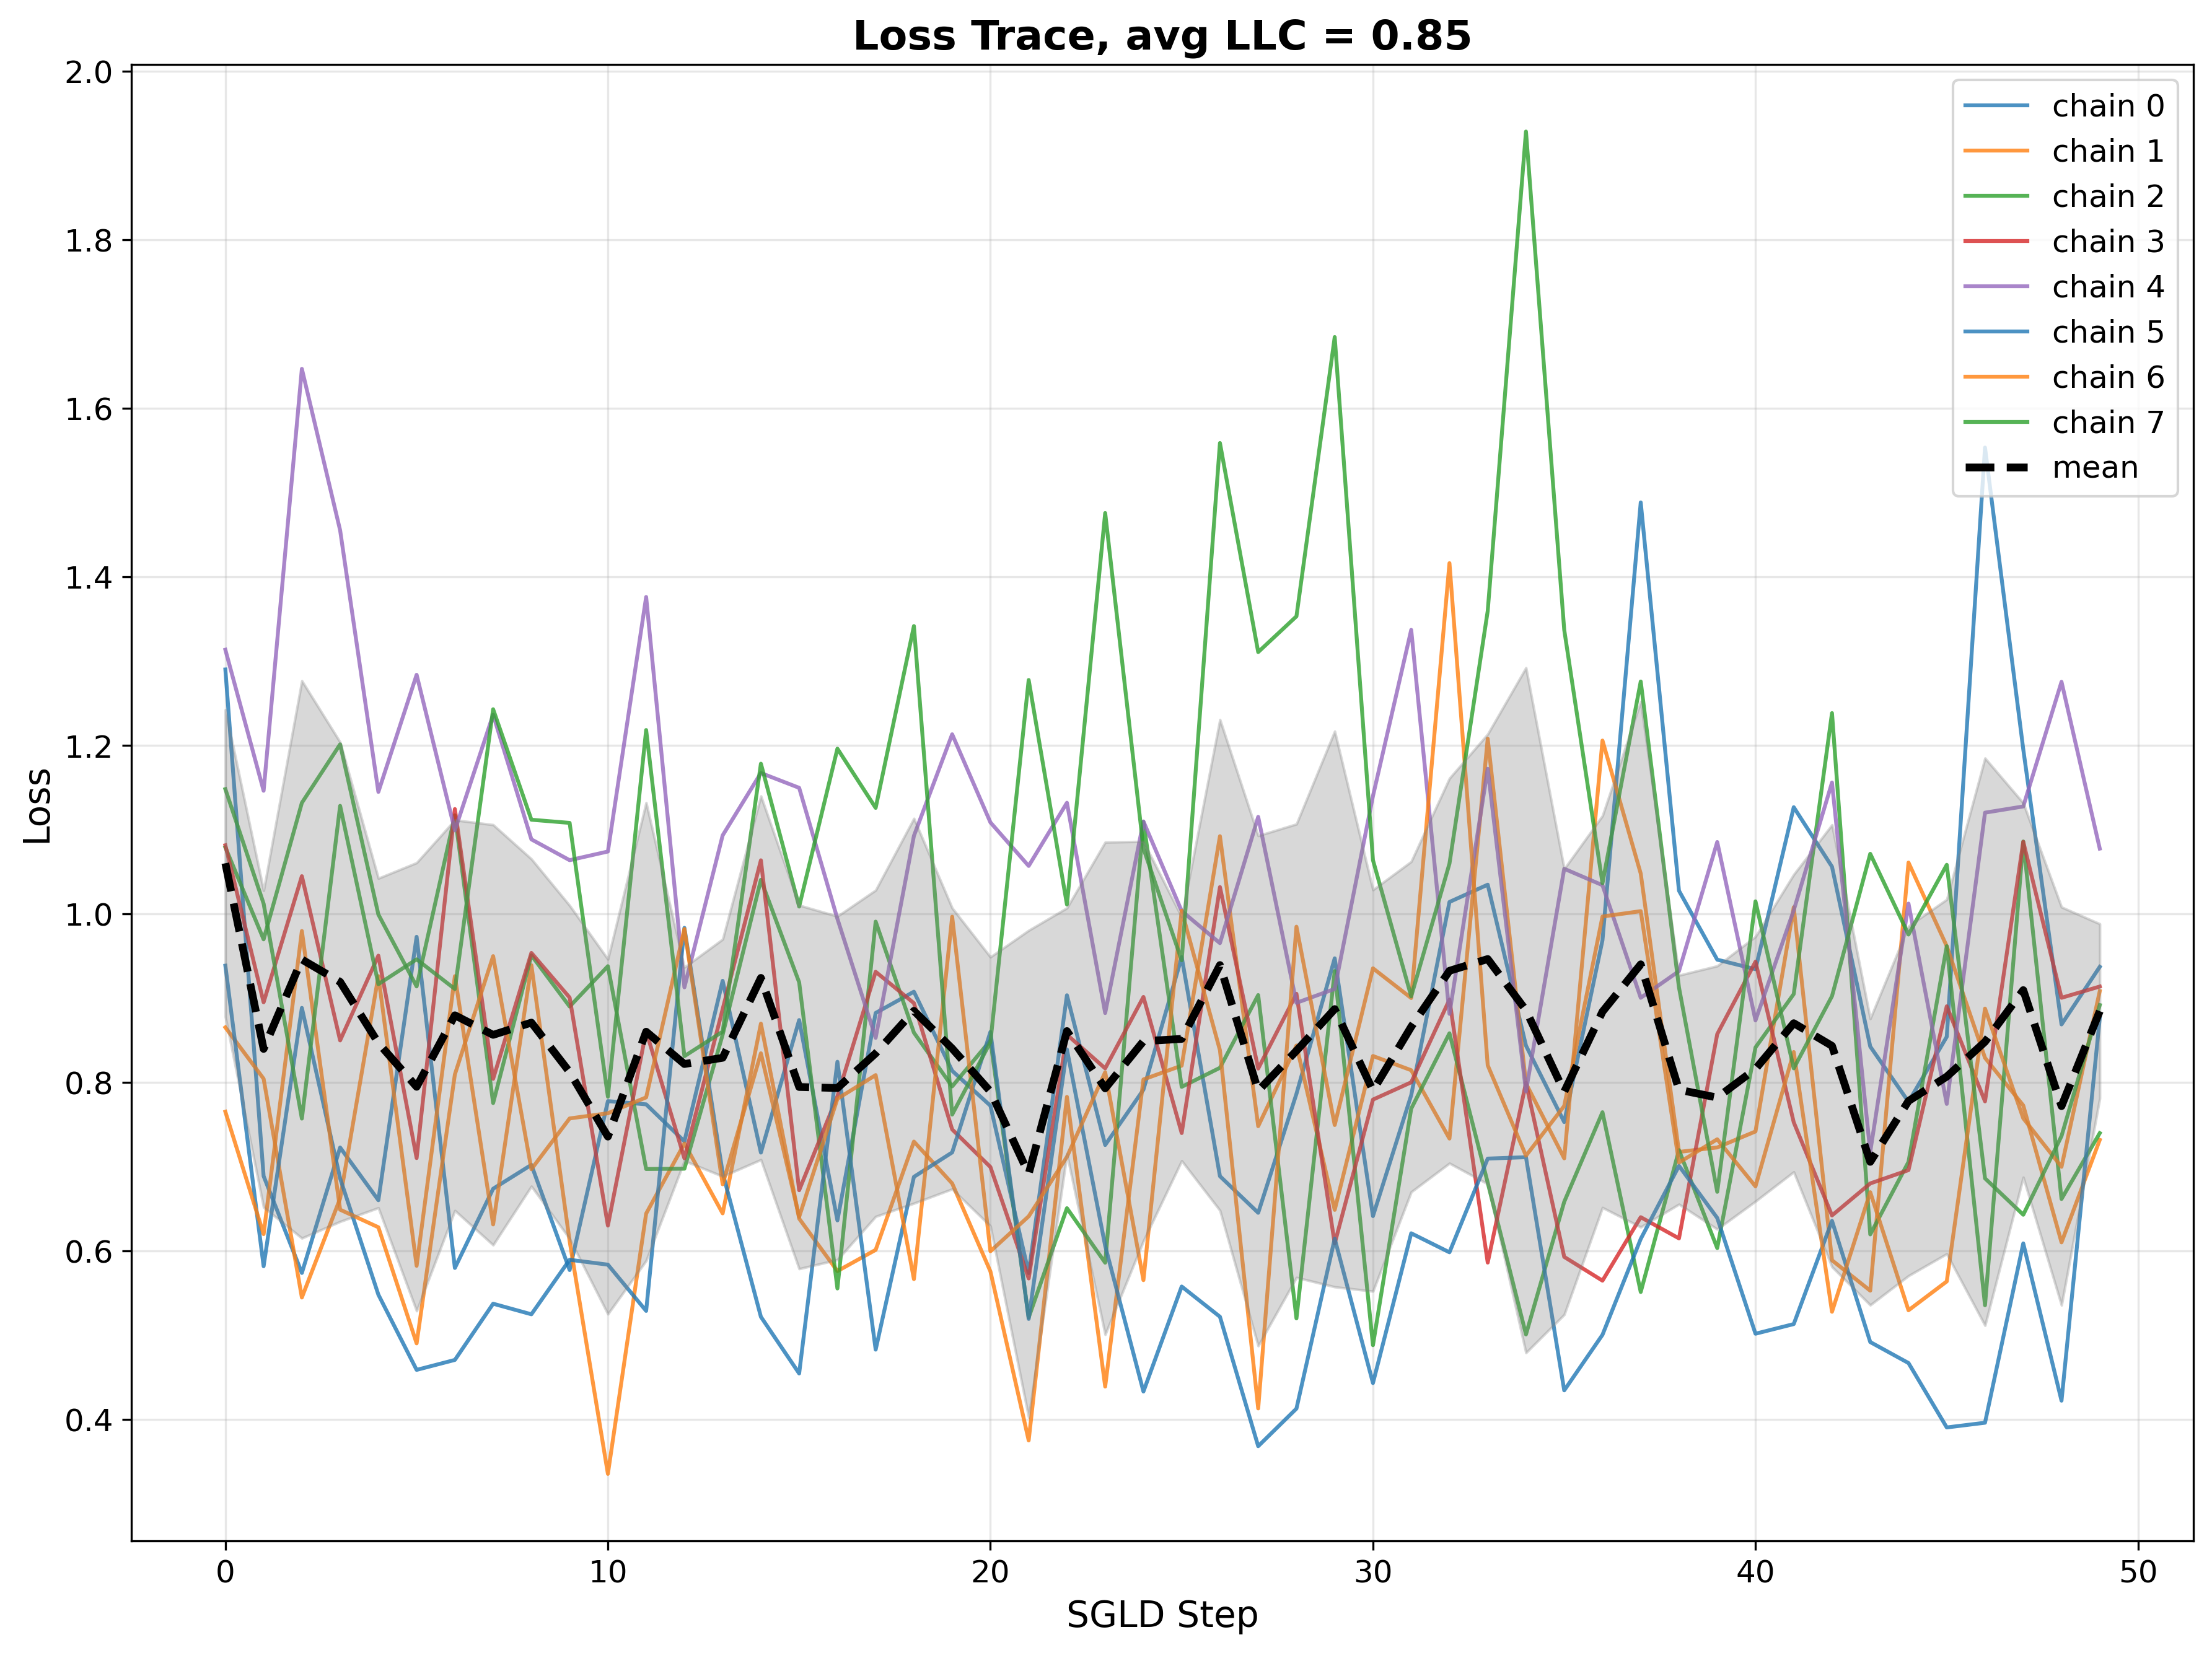 Loss Trace, avg LLC = 0.85
2.0
1.8
1.6
1.4
1.2
1.0
0.8
0.6
0.4
Loss
chain 0
chain 1
chain 2
chain 3
chain 4
chain 5
chain 6
chain 7
mean
0
10
20
30
40
50
SGLD Step